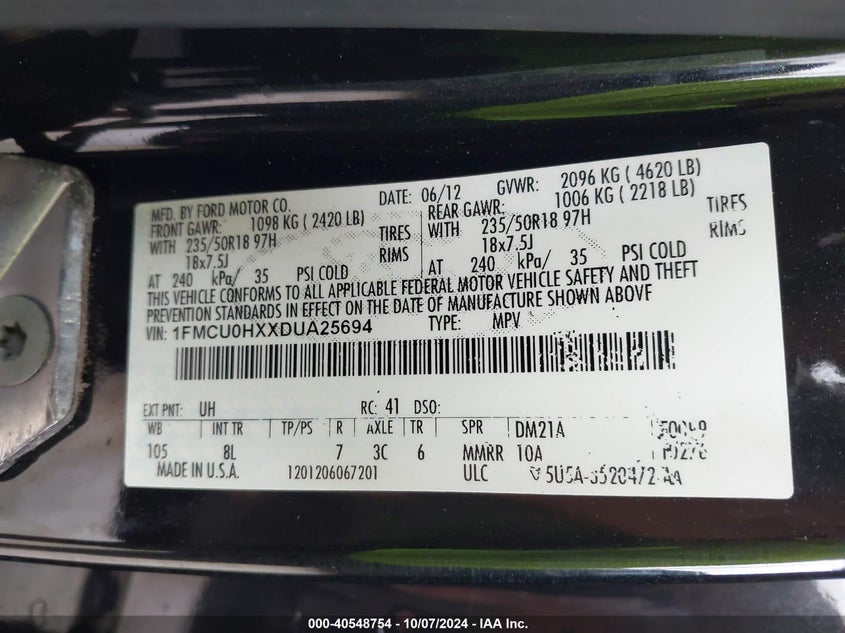 MFD. BY FORD MOTOR CO. DATE: 06/12 GVWR: 2096 KG ( 4620 LB)
FRONT GAWR: 1098 KG ( 2420 LB) REAR GAWR: 1006 KG ( 2218 LB)
WITH 235/50R18 97H TIRES 235/50R18 97H TIRES
18x7.5J RIMS WITH 18x7.5J RIMS
AT 240 kPa/ 35 PSI COLD AT 240 kPa/ 35 PSI COLD
THIS VEHICLE CONFORMS TO ALL APPLICABLE FEDERAL MOTOR VEHICLE SAFETY AND THEFT
PREVENTION STANDARDS IN EFFECT ON THE DATE OF MANUFACTURE SHOWN ABOVE
VIN: 1FMCU0HXXDUA25694 TYPE: MPV
EXT PNT: UH RC: 41 DSO:
WB INT TR TP/PS R AXLE TR SPR DM21A
105 8L 7 3C 6 MMRR 10A
MADE IN U.S.A. 1201206067201 ULC
000-40548754 - 10/07/2024 - IAA Inc.